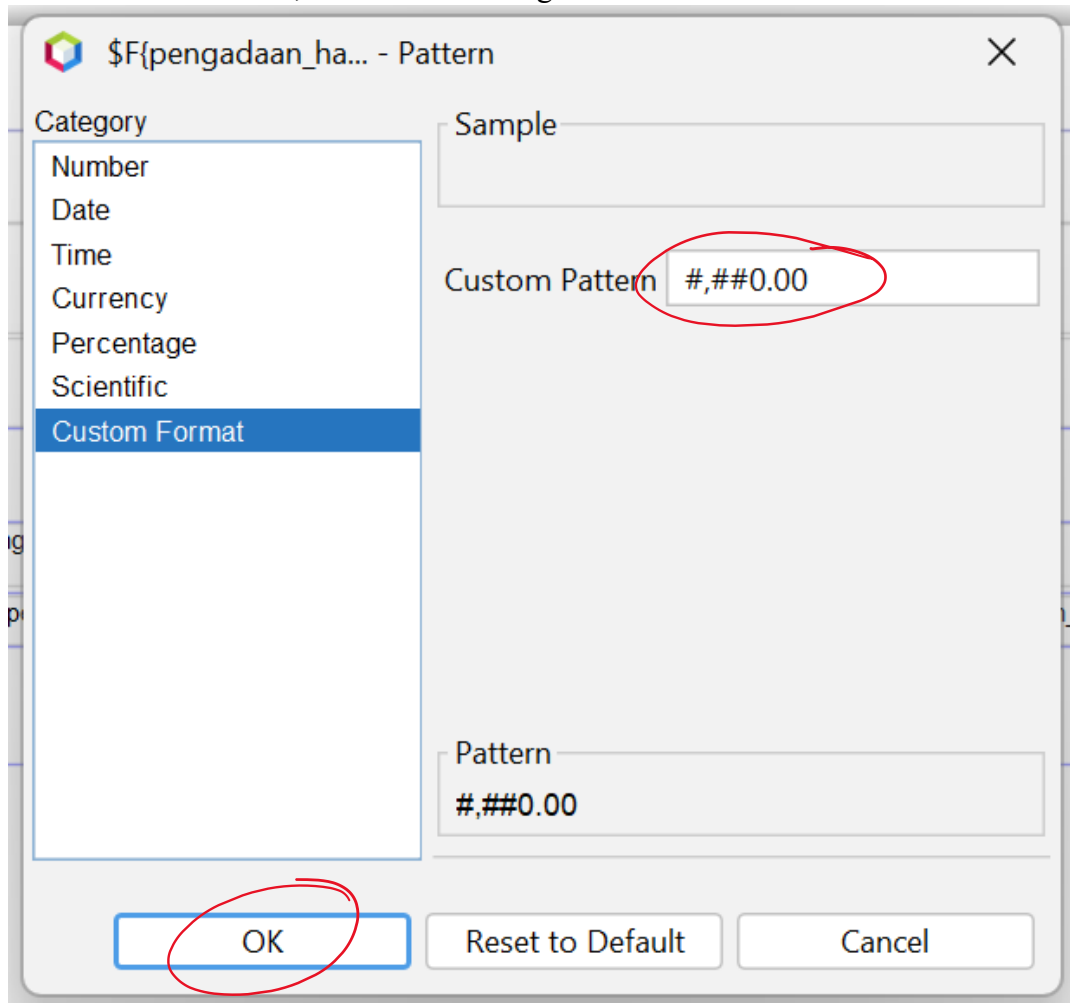 $F{pengadaan_ha... - Pattern
Category
Number
Date
Time
Currency
Percentage
Scientific
Custom Format
Sample
Custom Pattern #,##0.00
Pattern
#,##0.00
OK Reset to Default Cancel